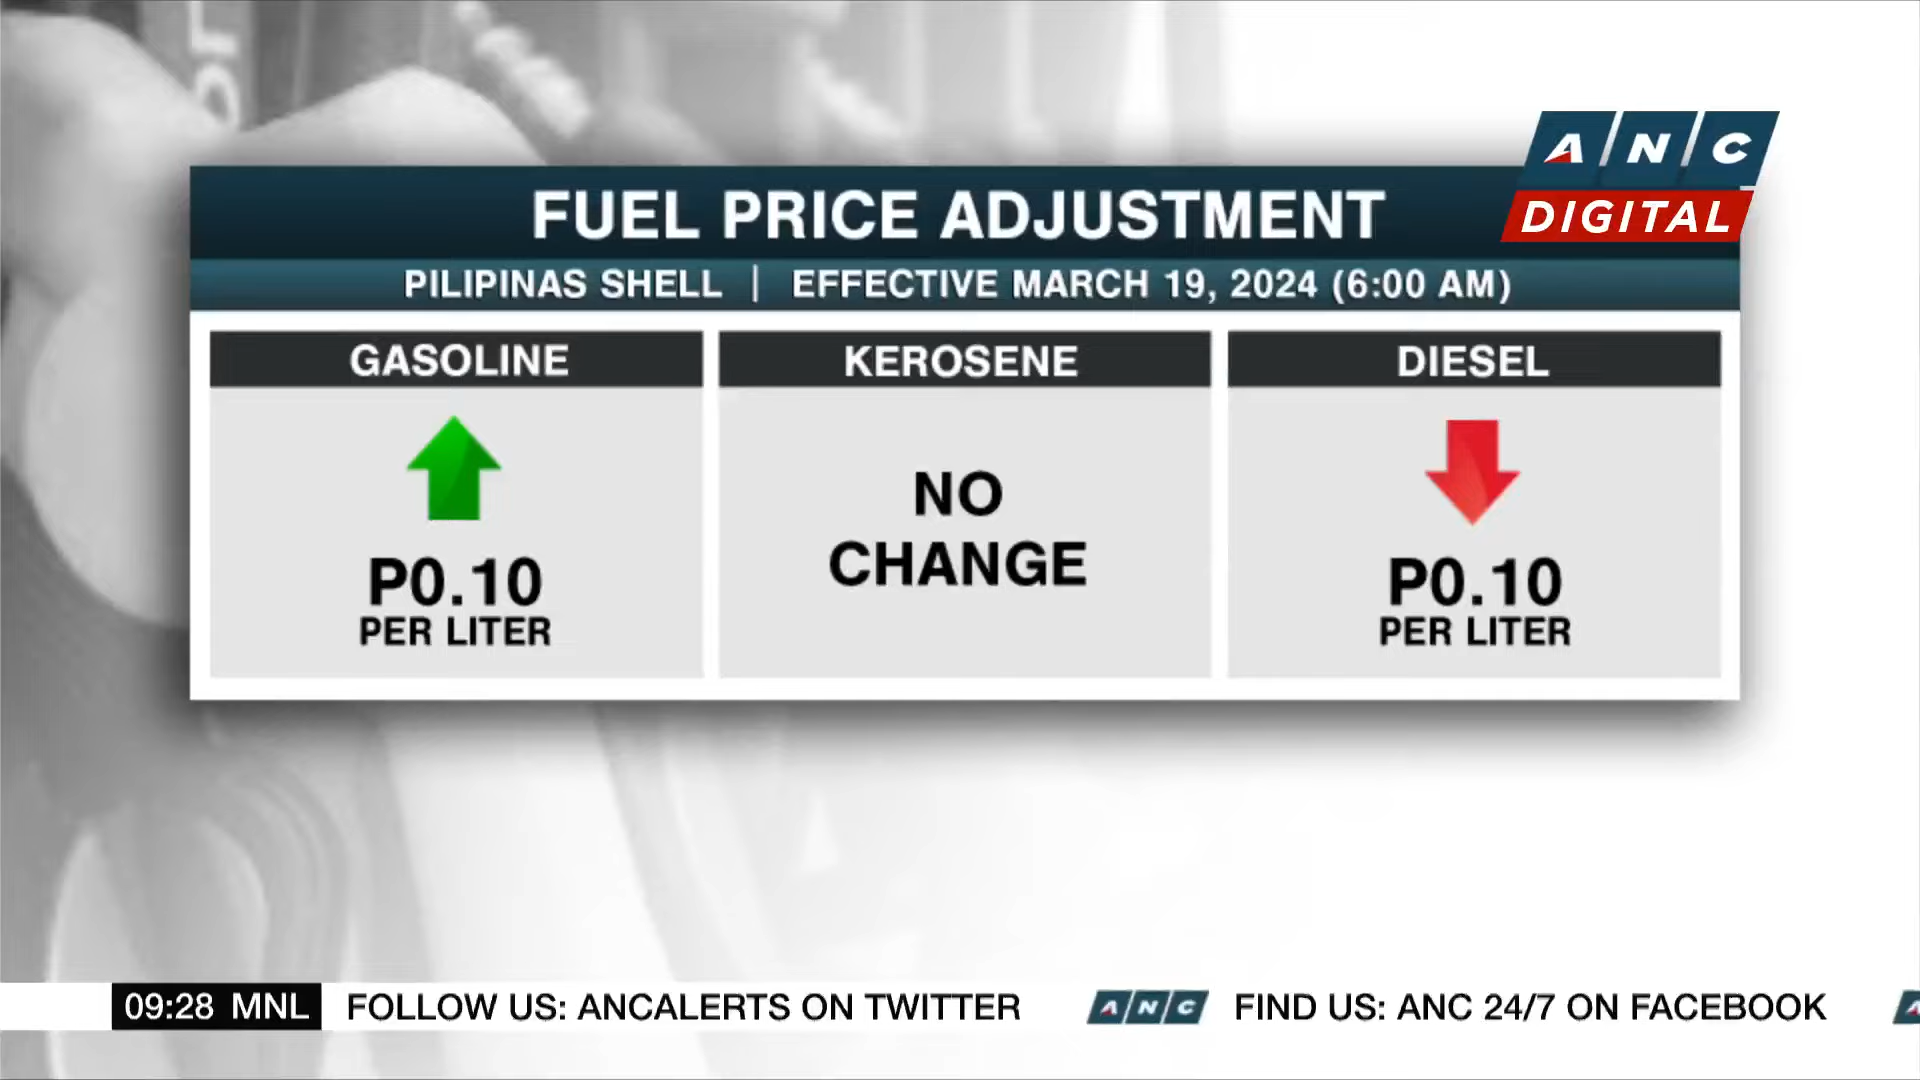 ANC
DIGITAL
FUEL PRICE ADJUSTMENT
PILIPINAS SHELL | EFFECTIVE MARCH 19, 2024 (6:00 AM)
GASOLINE
P0.10
PER LITER
KEROSENE
NO
CHANGE
DIESEL
P0.10
PER LITER
09:28 MNL FOLLOW US: ANCALERTS ON TWITTER ANC FIND US: ANC 24/7 ON FACEBOOK